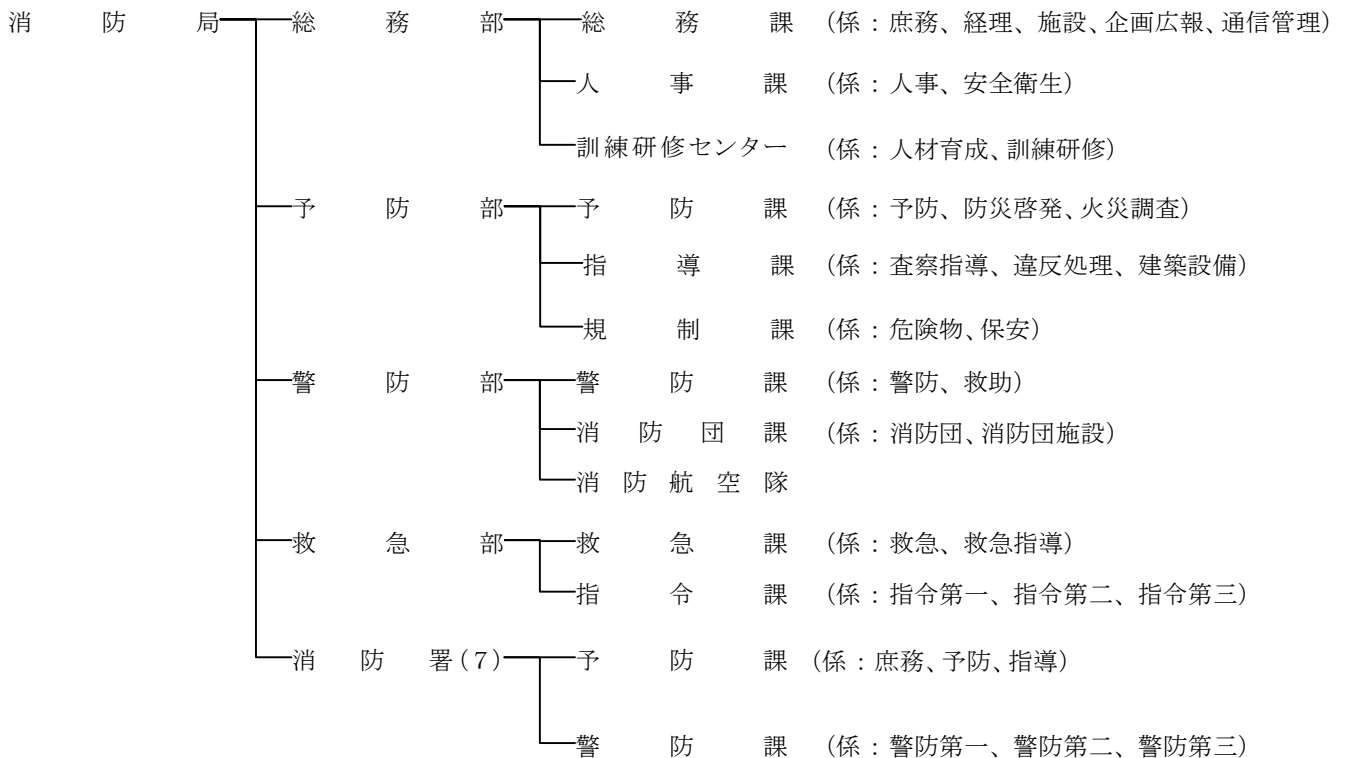 消防局 総務部 総務課 (係:庶務、経理、施設、企画広報、通信管理)
人事課 (係:人事、安全衛生)
訓練研修センター (係:人材育成、訓練研修)
予防部 予防課 (係:予防、防災啓発、火災調査)
指導課 (係:査察指導、違反処理、建築設備)
規制課 (係:危険物、保安)
警防部 警防課 (係:警防、救助)
消防団課 (係:消防団、消防団施設)
消防航空隊
救急部 救急課 (係:救急、救急指導)
指令課 (係:指令第一、指令第二、指令第三)
消防署(7) 予防課 (係:庶務、予防、指導)
警防課 (係:警防第一、警防第二、警防第三)